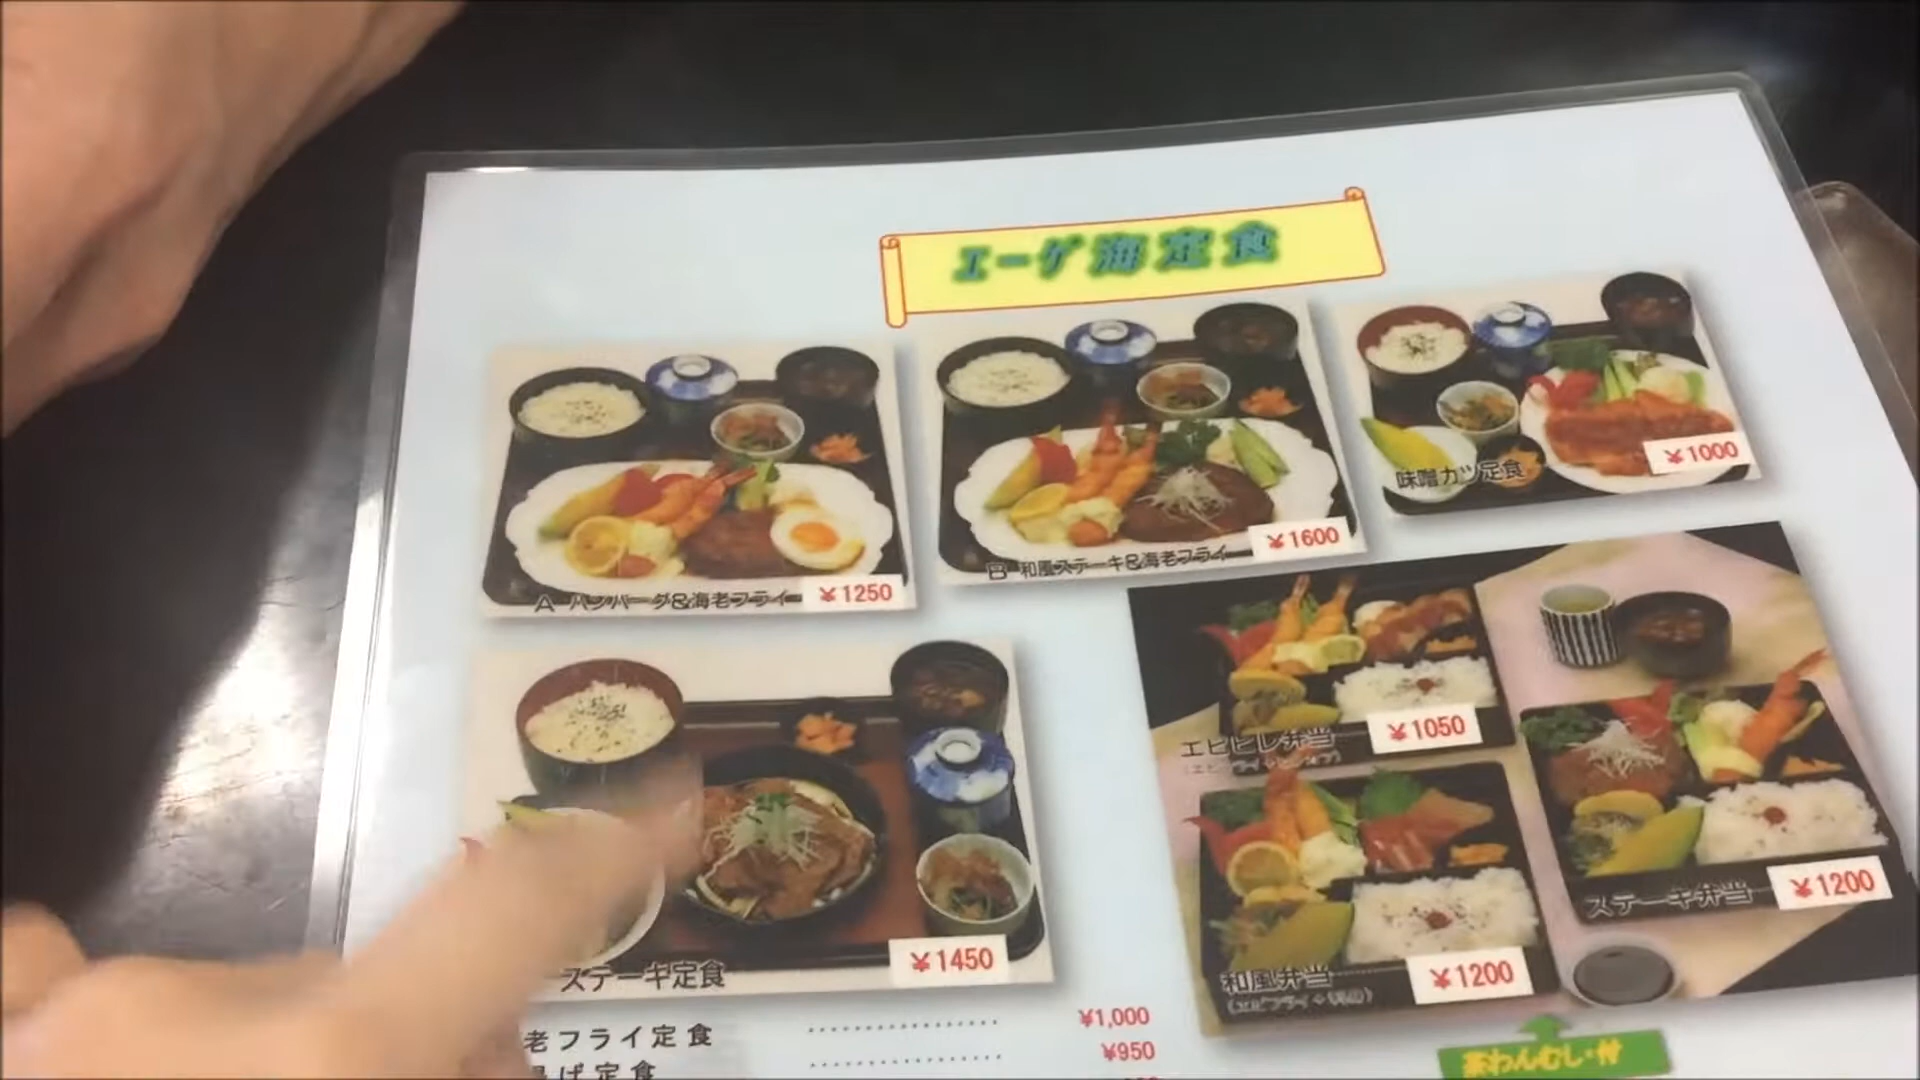 エーゲ海定食
A ハンバーグ&海老フライ ¥1250
B 和風ステーキ&海老フライ ¥1600
味噌カツ定食 ¥1000
ステーキ定食 ¥1450
エビヒレ弁当 ¥1050
ステーキ弁当 ¥1200
和風弁当 ¥1200
老フライ定食 ¥1,000
げ定食 ¥950
茶わんむし・付